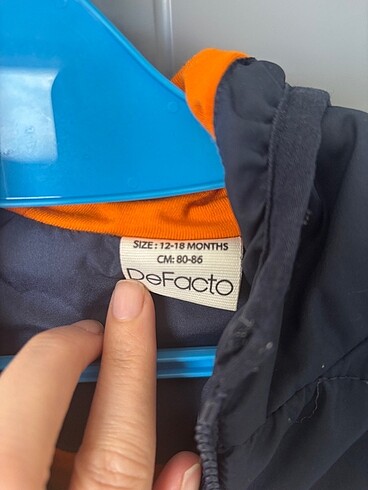 SIZE : 12-18 MONTHS
CM: 80-86
DeFacto